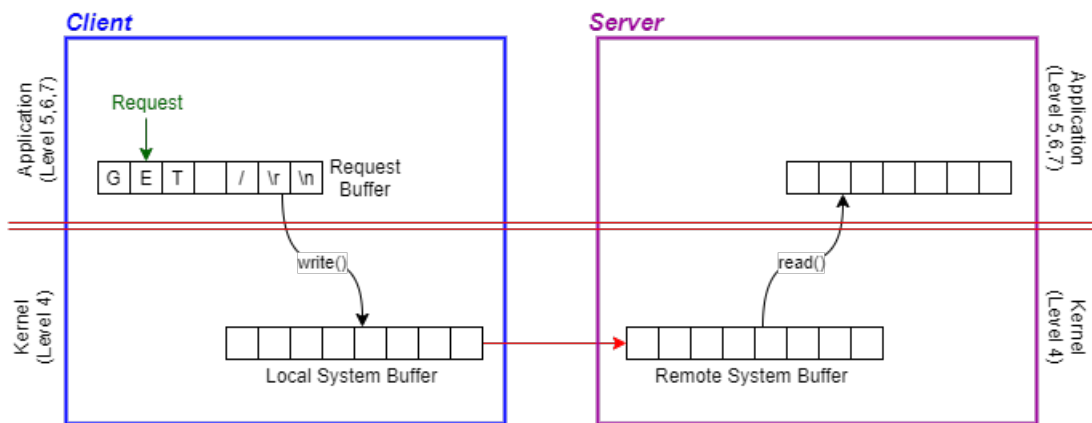 Client
Server
Application
(Level 5,6,7)
Request
G E T / \r \n
Request
Buffer
Application
(Level 5,6,7)
write()
read()
Kernel
(Level 4)
Local System Buffer
Remote System Buffer
Kernel
(Level 4)